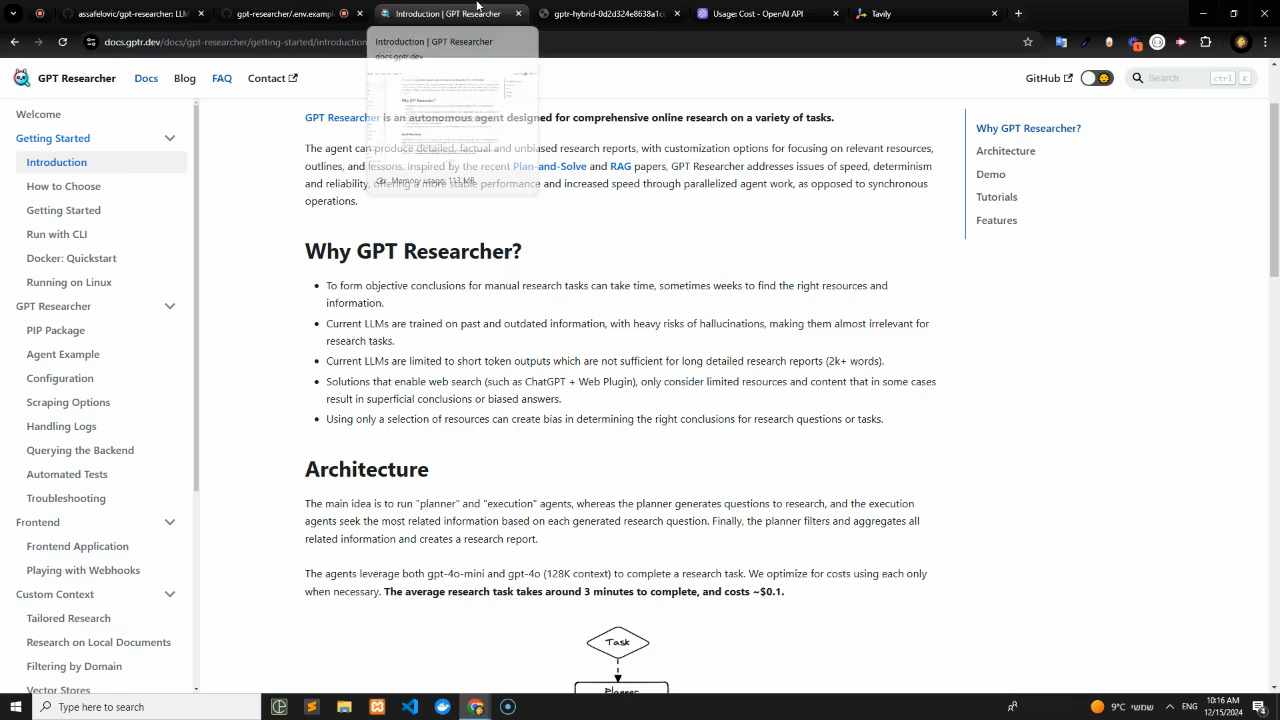 assafelovic/gpt-researcher: LLM
gpt-researcher/.env.example
Introduction | GPT Researcher
gptr-hybrid-0d2d324e8638a1ce
Usages Cost - OpenAI API
Tavily
docs.gptr.dev/docs/gpt-researcher/getting-started/introduction
Introduction | GPT Researcher
docs.gptr.dev
Memory usage: 113 MB
GPT Researcher
Docs
Blog
FAQ
Contact
GitHub
Welcome
Getting Started
Introduction
How to Choose
Getting Started
Run with CLI
Docker: Quickstart
Running on Linux
GPT Researcher
PIP Package
Agent Example
Configuration
Scraping Options
Handling Logs
Querying the Backend
Automated Tests
Troubleshooting
Frontend
Frontend Application
Playing with Webhooks
Custom Context
Tailored Research
Research on Local Documents
Filtering by Domain
Vector Stores
GPT Researcher is an autonomous agent designed for comprehensive online research on a variety of tasks.
The agent can produce detailed, factual and unbiased research reports, with customization options for focusing on relevant resources,
outlines, and lessons. Inspired by the recent Plan-and-Solve and RAG papers, GPT Researcher addresses issues of speed, determinism
and reliability, offering a more stable performance and increased speed through parallelized agent work, as opposed to synchronous
operations.
Why GPT Researcher?
• To form objective conclusions for manual research tasks can take time, sometimes weeks to find the right resources and
information.
• Current LLMs are trained on past and outdated information, with heavy risks of hallucinations, making them almost irrelevant for
research tasks.
• Current LLMs are limited to short token outputs which are not sufficient for long detailed research reports (2k+ words).
• Solutions that enable web search (such as ChatGPT + Web Plugin), only consider limited resources and content that in some cases
result in superficial conclusions or biased answers.
• Using only a selection of resources can create bias in determining the right conclusions for research questions or tasks.
Architecture
The main idea is to run "planner" and "execution" agents, whereas the planner generates questions to research, and the execution
agents seek the most related information based on each generated research question. Finally, the planner filters and aggregates all
related information and creates a research report.
The agents leverage both gpt-4o-mini and gpt-4o (128K context) to complete a research task. We optimize for costs using each only
when necessary. The average research task takes around 3 minutes to complete, and costs ~$0.1.
Task
Planner
Why GPT Researcher?
Architecture
Demo
Tutorials
Features
Type here to search
9°C
שמשי
ENG
10:16 AM
12/15/2024